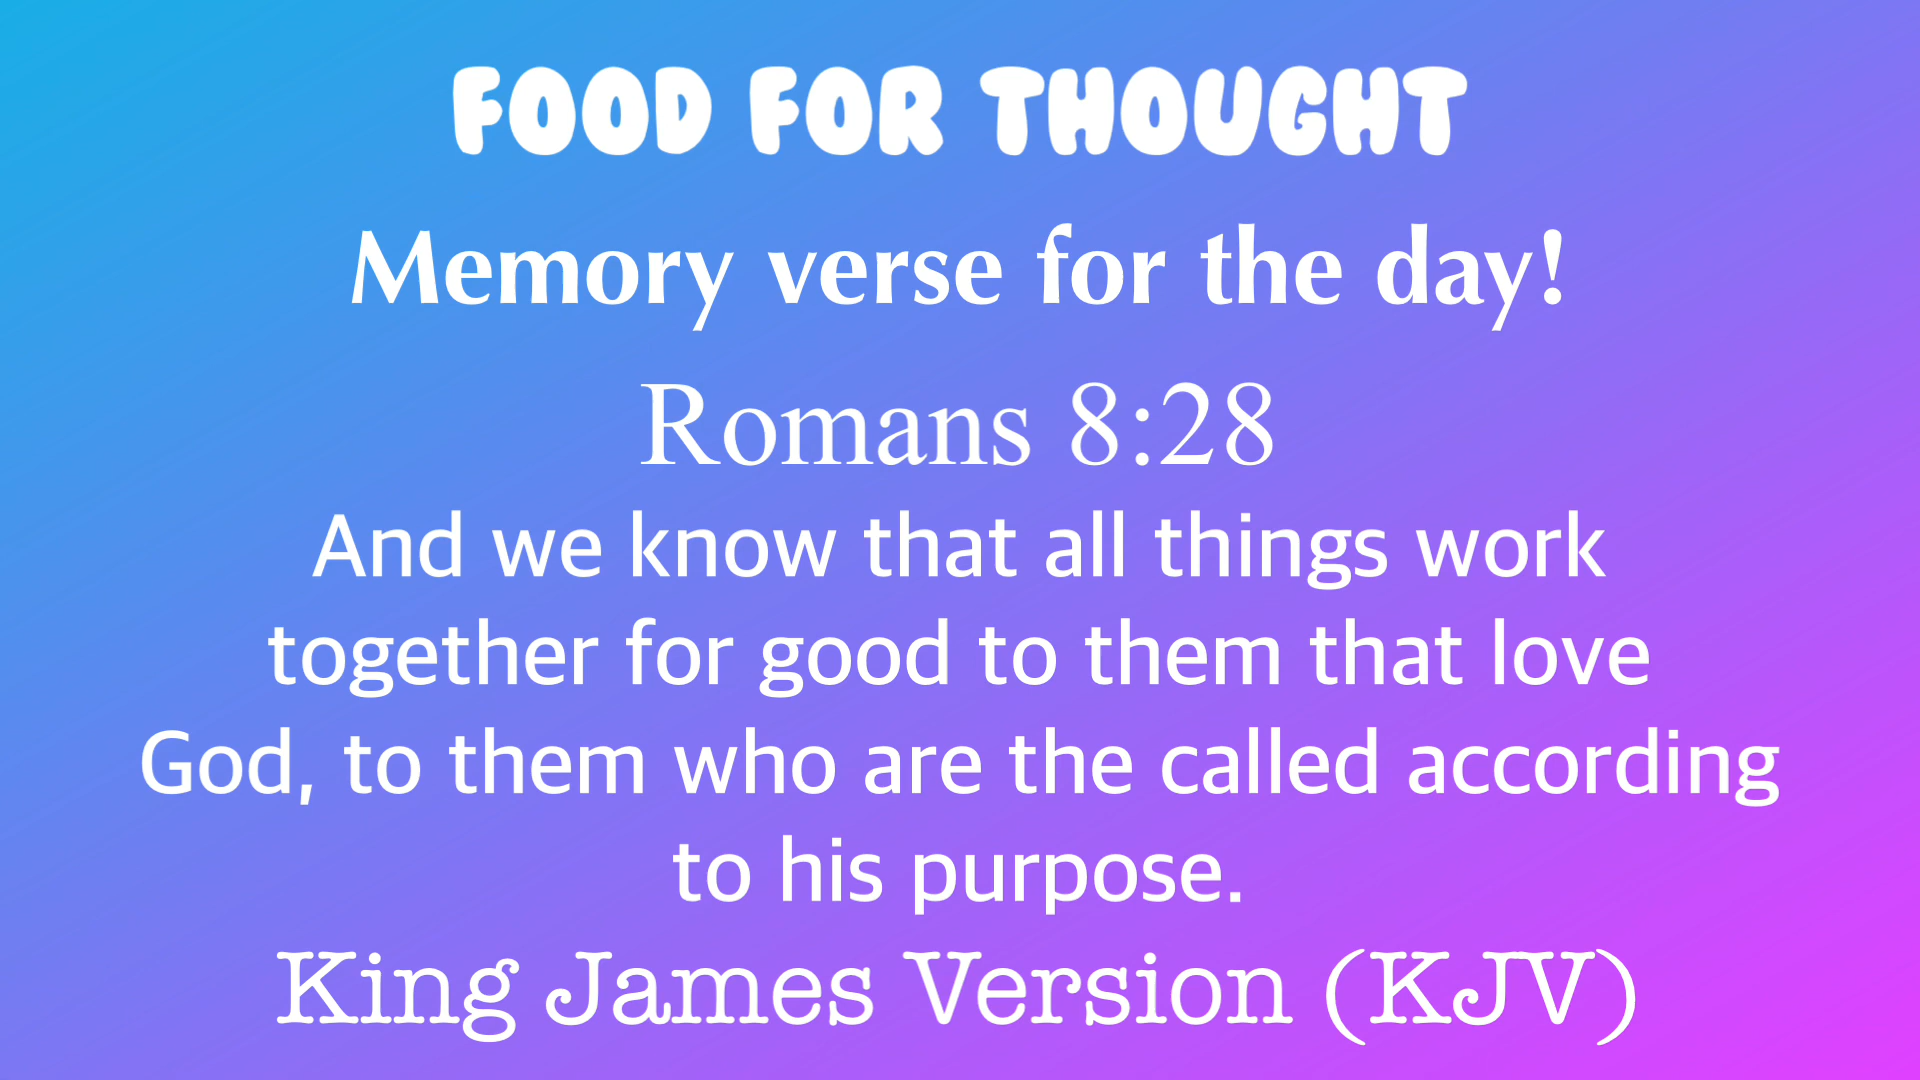 FOOD FOR THOUGHT
Memory verse for the day!
Romans 8:28
And we know that all things work
together for good to them that love
God, to them who are the called according
to his purpose.
King James Version (KJV)